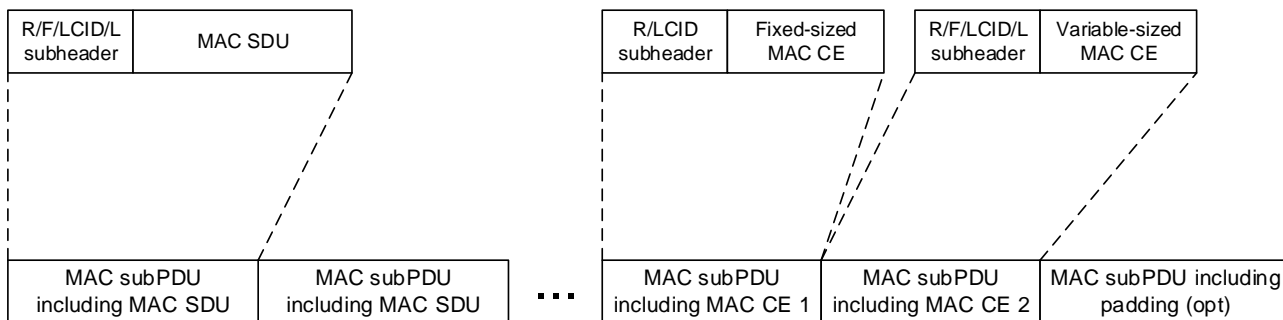 R/F/LCID/L
subheader
MAC SDU
R/LCID
subheader
Fixed-sized
MAC CE
R/F/LCID/L
subheader
Variable-sized
MAC CE
MAC subPDU
including MAC SDU
MAC subPDU
including MAC SDU
...
MAC subPDU
including MAC CE 1
MAC subPDU
including MAC CE 2
MAC subPDU including
padding (opt)